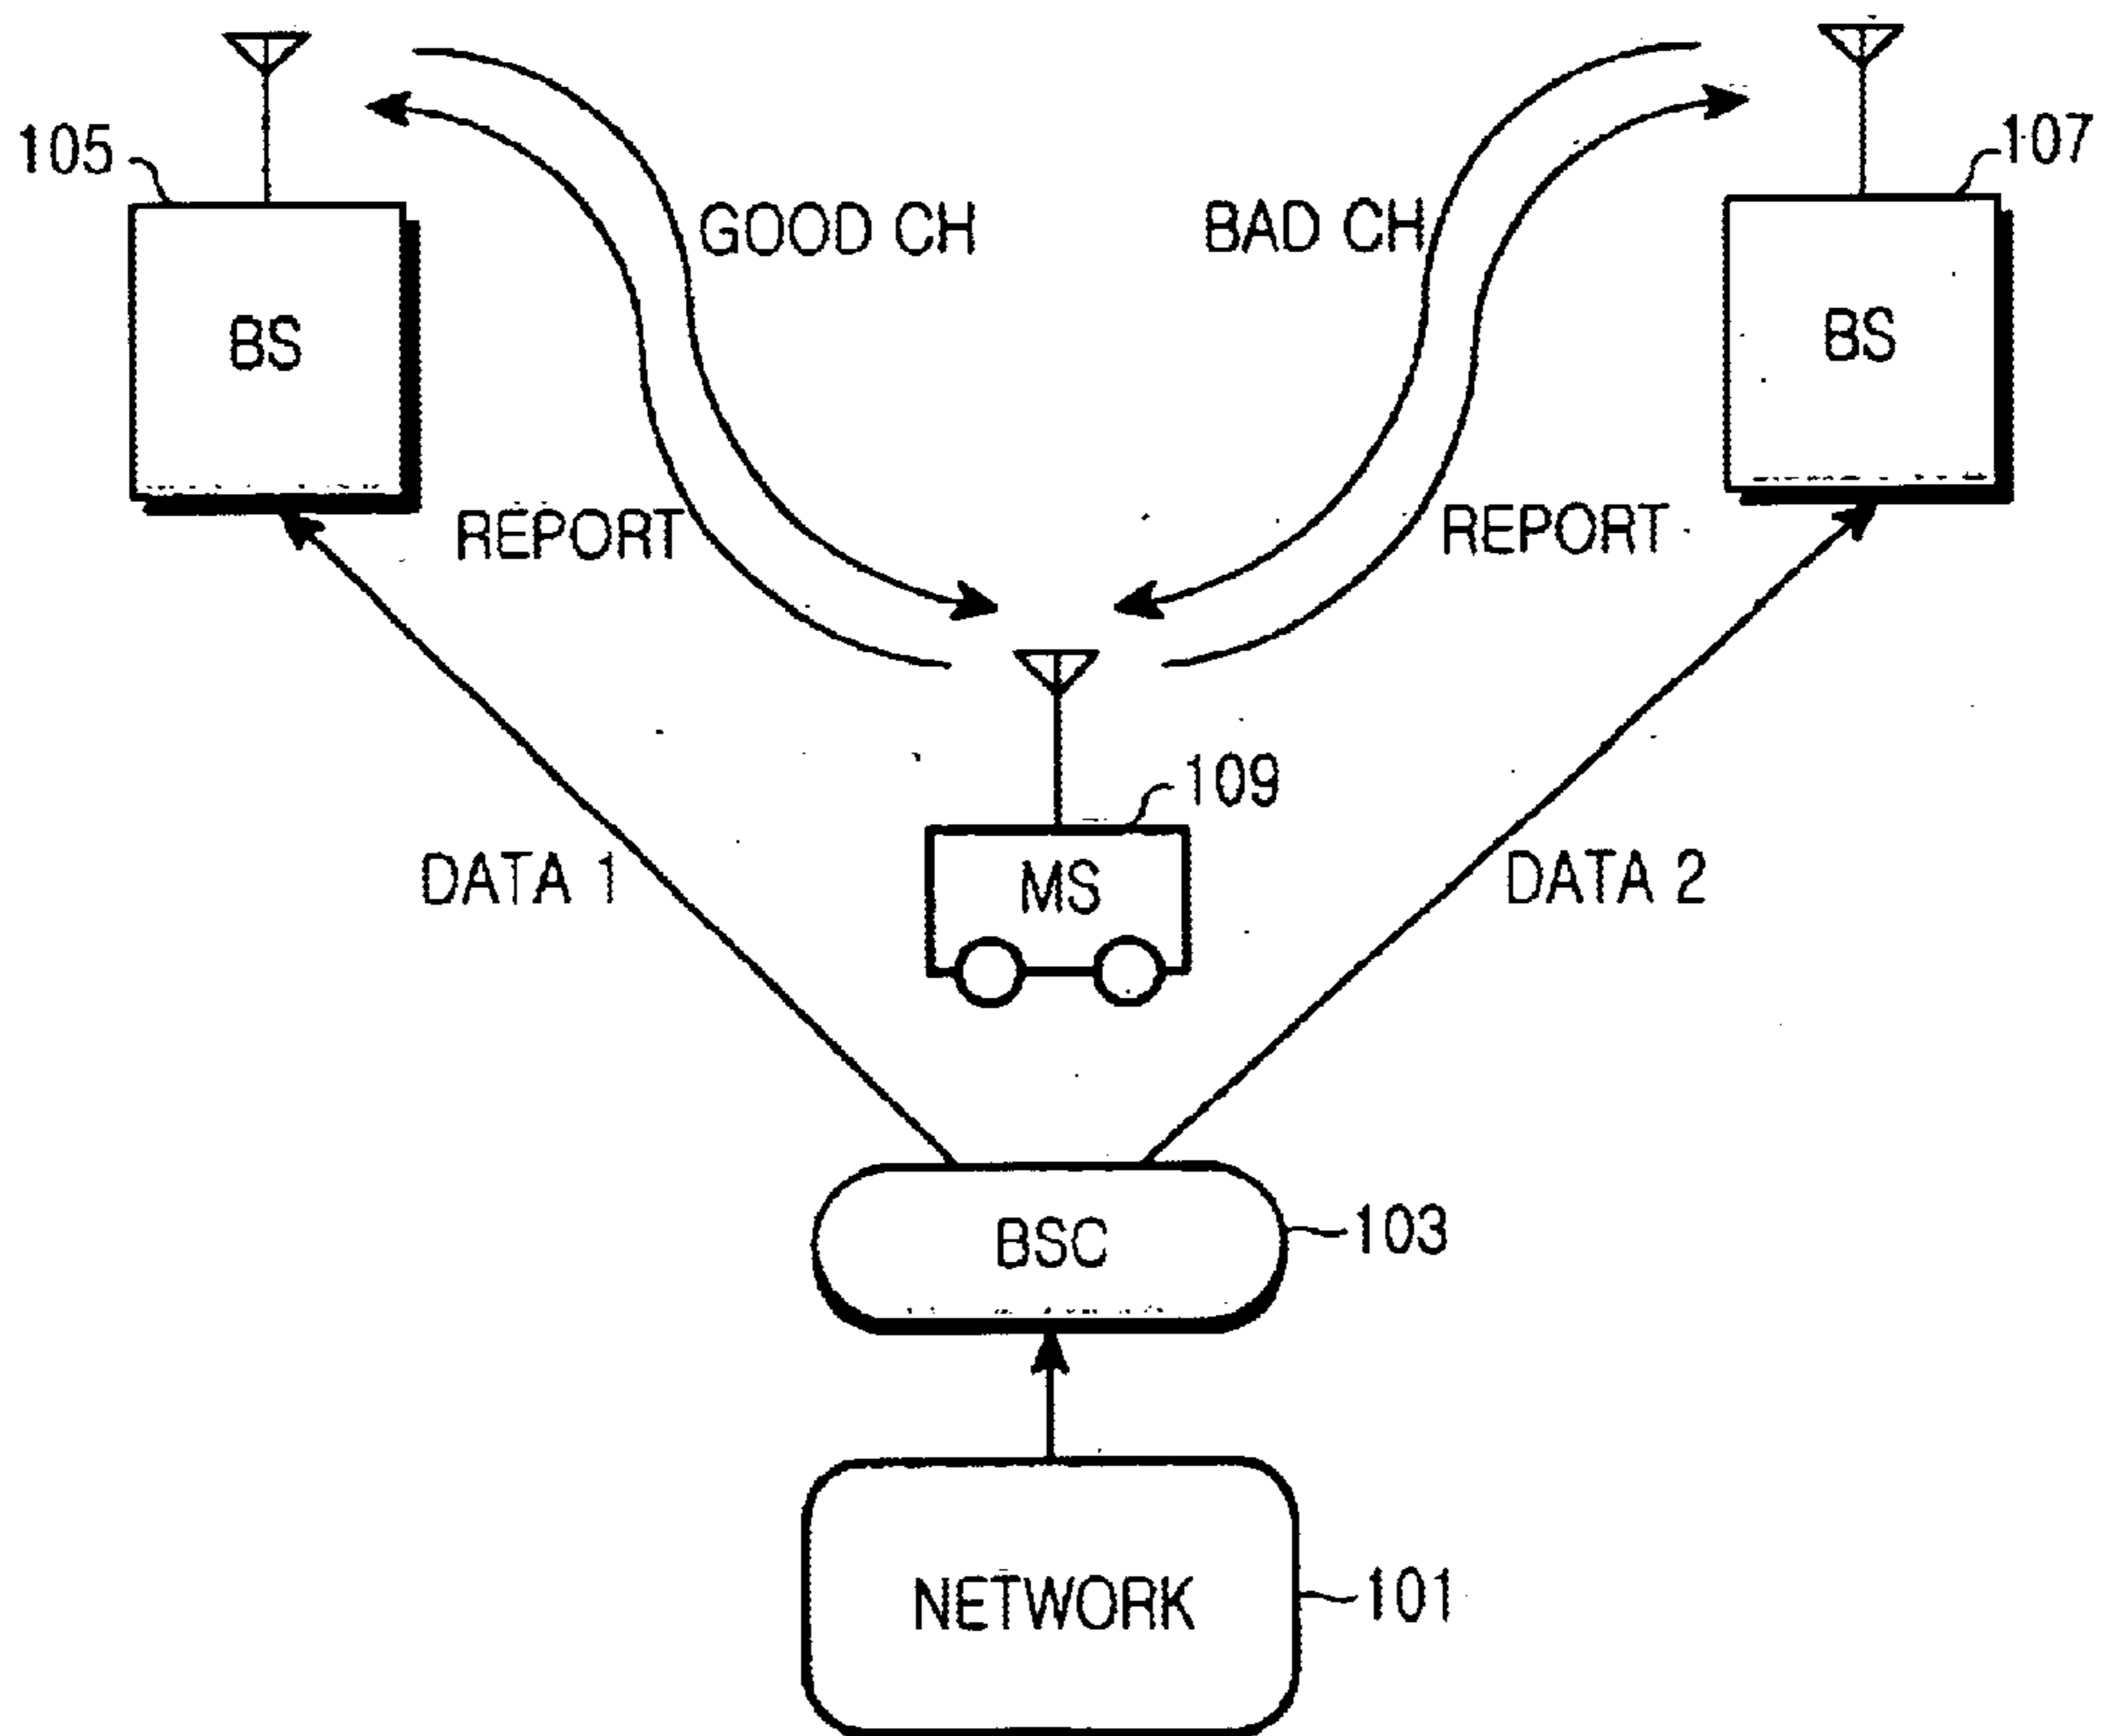 105
107
GOOD CH
BAD CH
BS
BS
REPORT
REPORT
109
MS
DATA 1
DATA 2
BSC
103
NETWORK
101